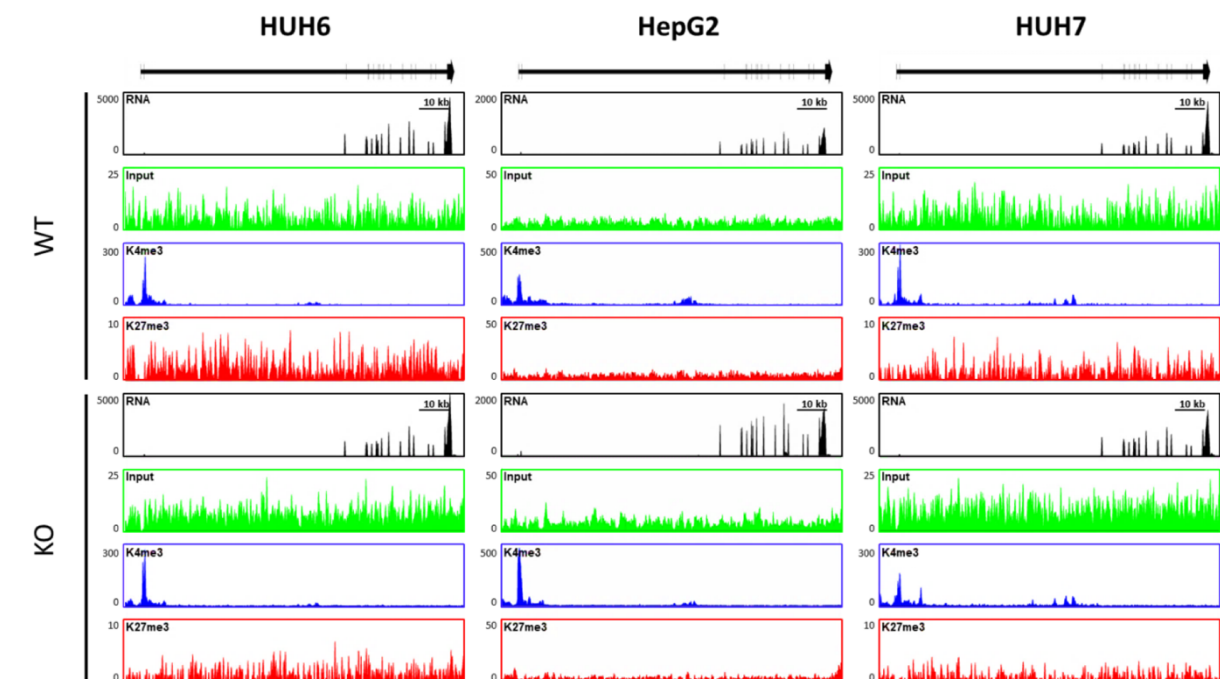 HUH6 HepG2 HUH7
WT
5000 RNA 10 kb 0
2000 RNA 10 kb 0
5000 RNA 10 kb 0
25 Input 0
50 Input 0
25 Input 0
300 K4me3 0
500 K4me3 0
300 K4me3 0
10 K27me3 0
50 K27me3 0
10 K27me3 0
KO
5000 RNA 10 kb 0
2000 RNA 10 kb 0
5000 RNA 10 kb 0
25 Input 0
50 Input 0
25 Input 0
300 K4me3 0
500 K4me3 0
300 K4me3 0
10 K27me3 0
50 K27me3 0
10 K27me3 0